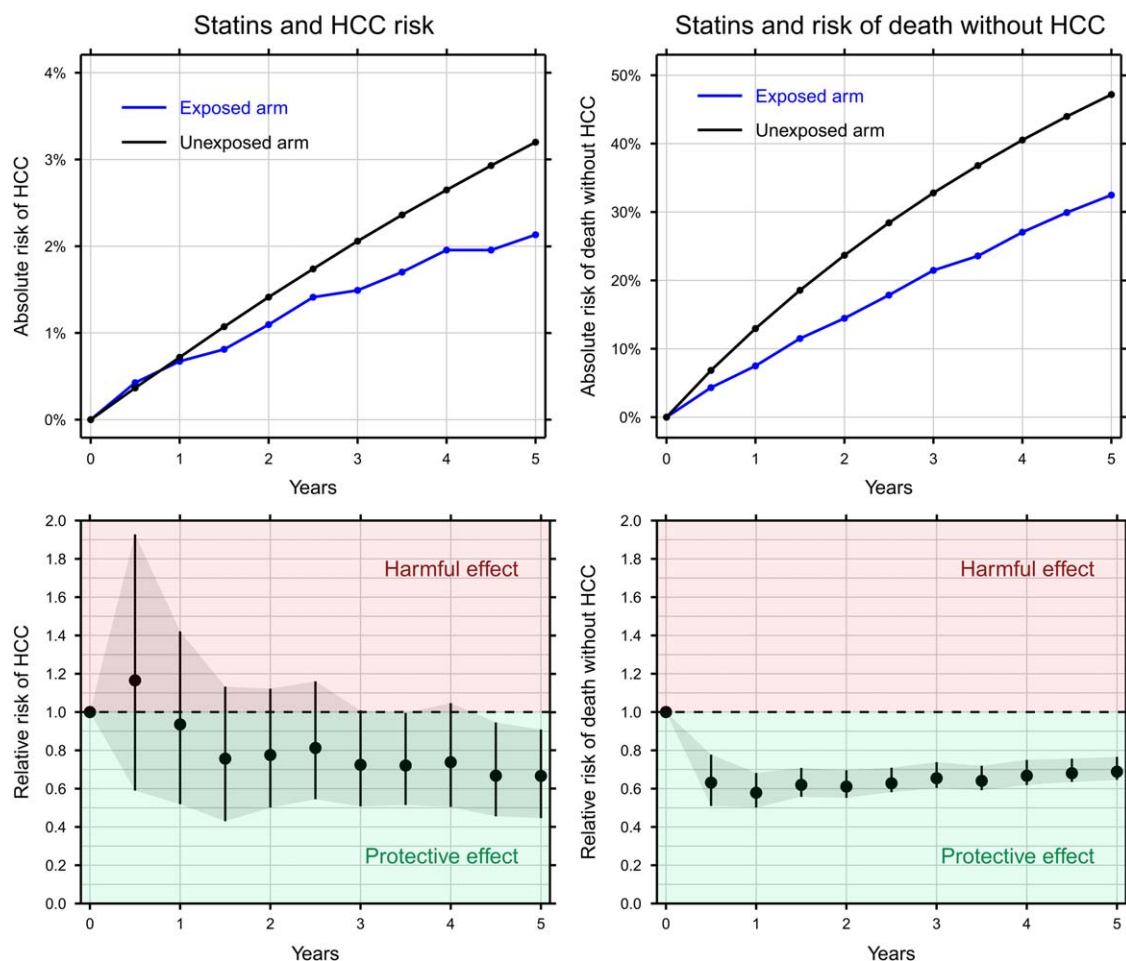 Statins and HCC risk
Absolute risk of HCC
4%
3%
2%
1%
0%
Exposed arm
Unexposed arm
0 1 2 3 4 5
Years
Statins and risk of death without HCC
Absolute risk of death without HCC
50%
40%
30%
20%
10%
0%
Exposed arm
Unexposed arm
0 1 2 3 4 5
Years
Relative risk of HCC
2.0
1.8
1.6
1.4
1.2
1.0
0.8
0.6
0.4
0.2
0.0
Harmful effect
Protective effect
0 1 2 3 4 5
Years
Relative risk of death without HCC
2.0
1.8
1.6
1.4
1.2
1.0
0.8
0.6
0.4
0.2
0.0
Harmful effect
Protective effect
0 1 2 3 4 5
Years